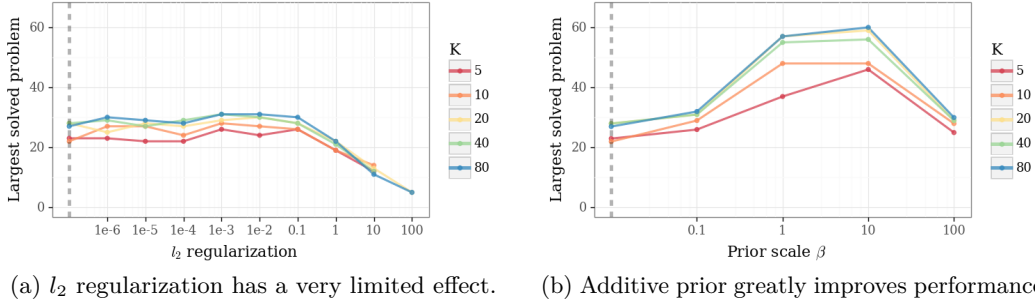 Largest solved problem
60
40
20
0
1e-6 1e-5 1e-4 1e-3 1e-2 0.1 1 10 100
l₂ regularization
K
5
10
20
40
80
(a) l₂ regularization has a very limited effect.
Largest solved problem
60
40
20
0
0.1 1 10 100
Prior scale β
K
5
10
20
40
80
(b) Additive prior greatly improves performance